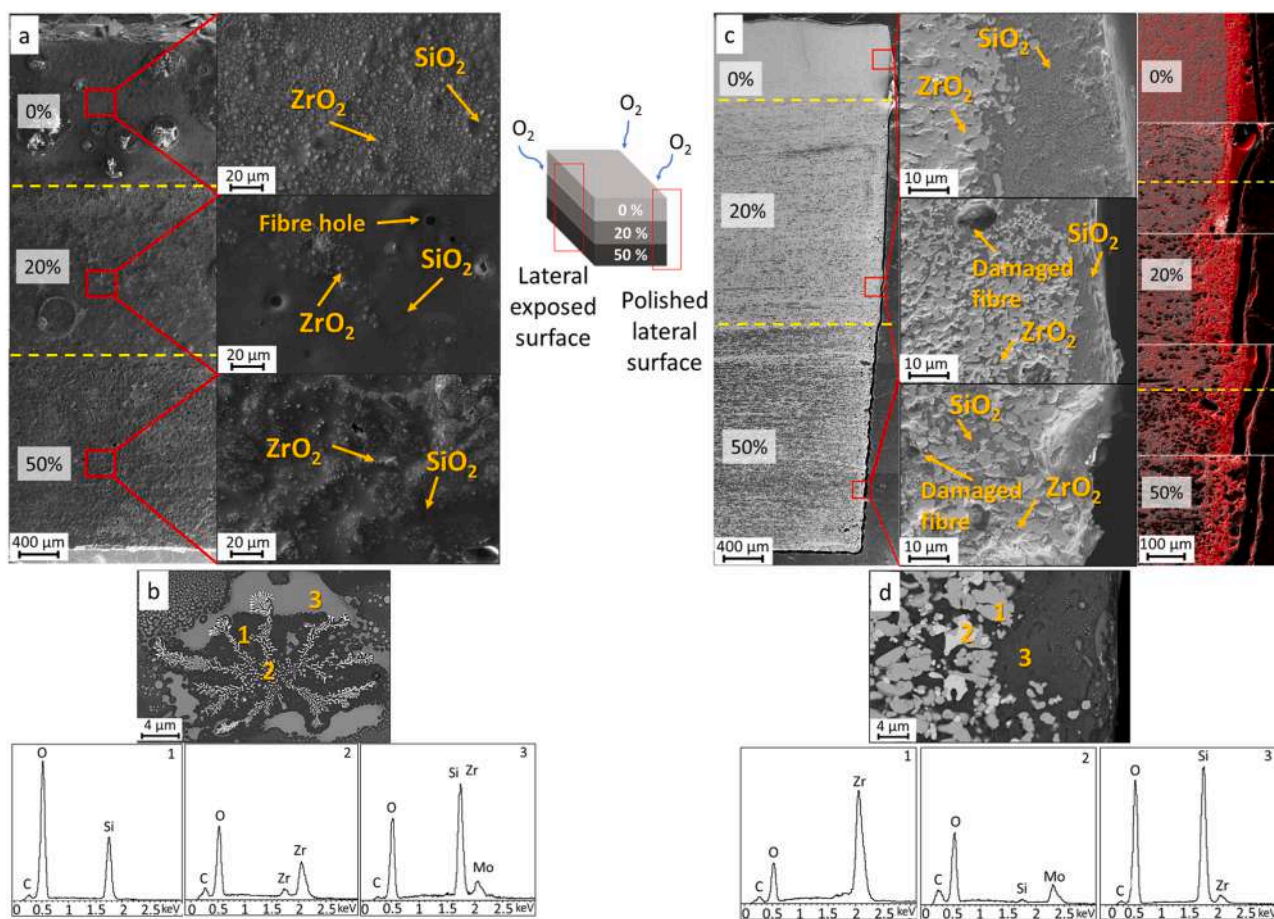 a
0%
20%
50%
400 µm
SiO2
ZrO2
20 µm
Fibre hole
SiO2
ZrO2
20 µm
ZrO2
SiO2
20 µm
O2
O2
O2
0 %
20 %
50 %
Lateral
exposed
surface
Polished
lateral
surface
c
0%
20%
50%
400 µm
SiO2
ZrO2
10 µm
SiO2
Damaged
fibre
ZrO2
10 µm
SiO2
ZrO2
Damaged
fibre
10 µm
0%
20%
50%
100 µm
b
3
1
2
4 µm
d
1
2
3
4 µm
1
O
Si
C
0.5 1 1.5 2 2.5 keV
2
O
Zr
C
Zr
0.5 1 1.5 2 2.5 keV
3
Si Zr
O
Mo
C
0.5 1 1.5 2 2.5 keV
1
Zr
O
C
0.5 1 1.5 2 2.5 keV
2
O
C
Mo
Si
0.5 1 1.5 2 2.5 keV
3
O
Si
C
Zr
0.5 1 1.5 2 2.5 keV